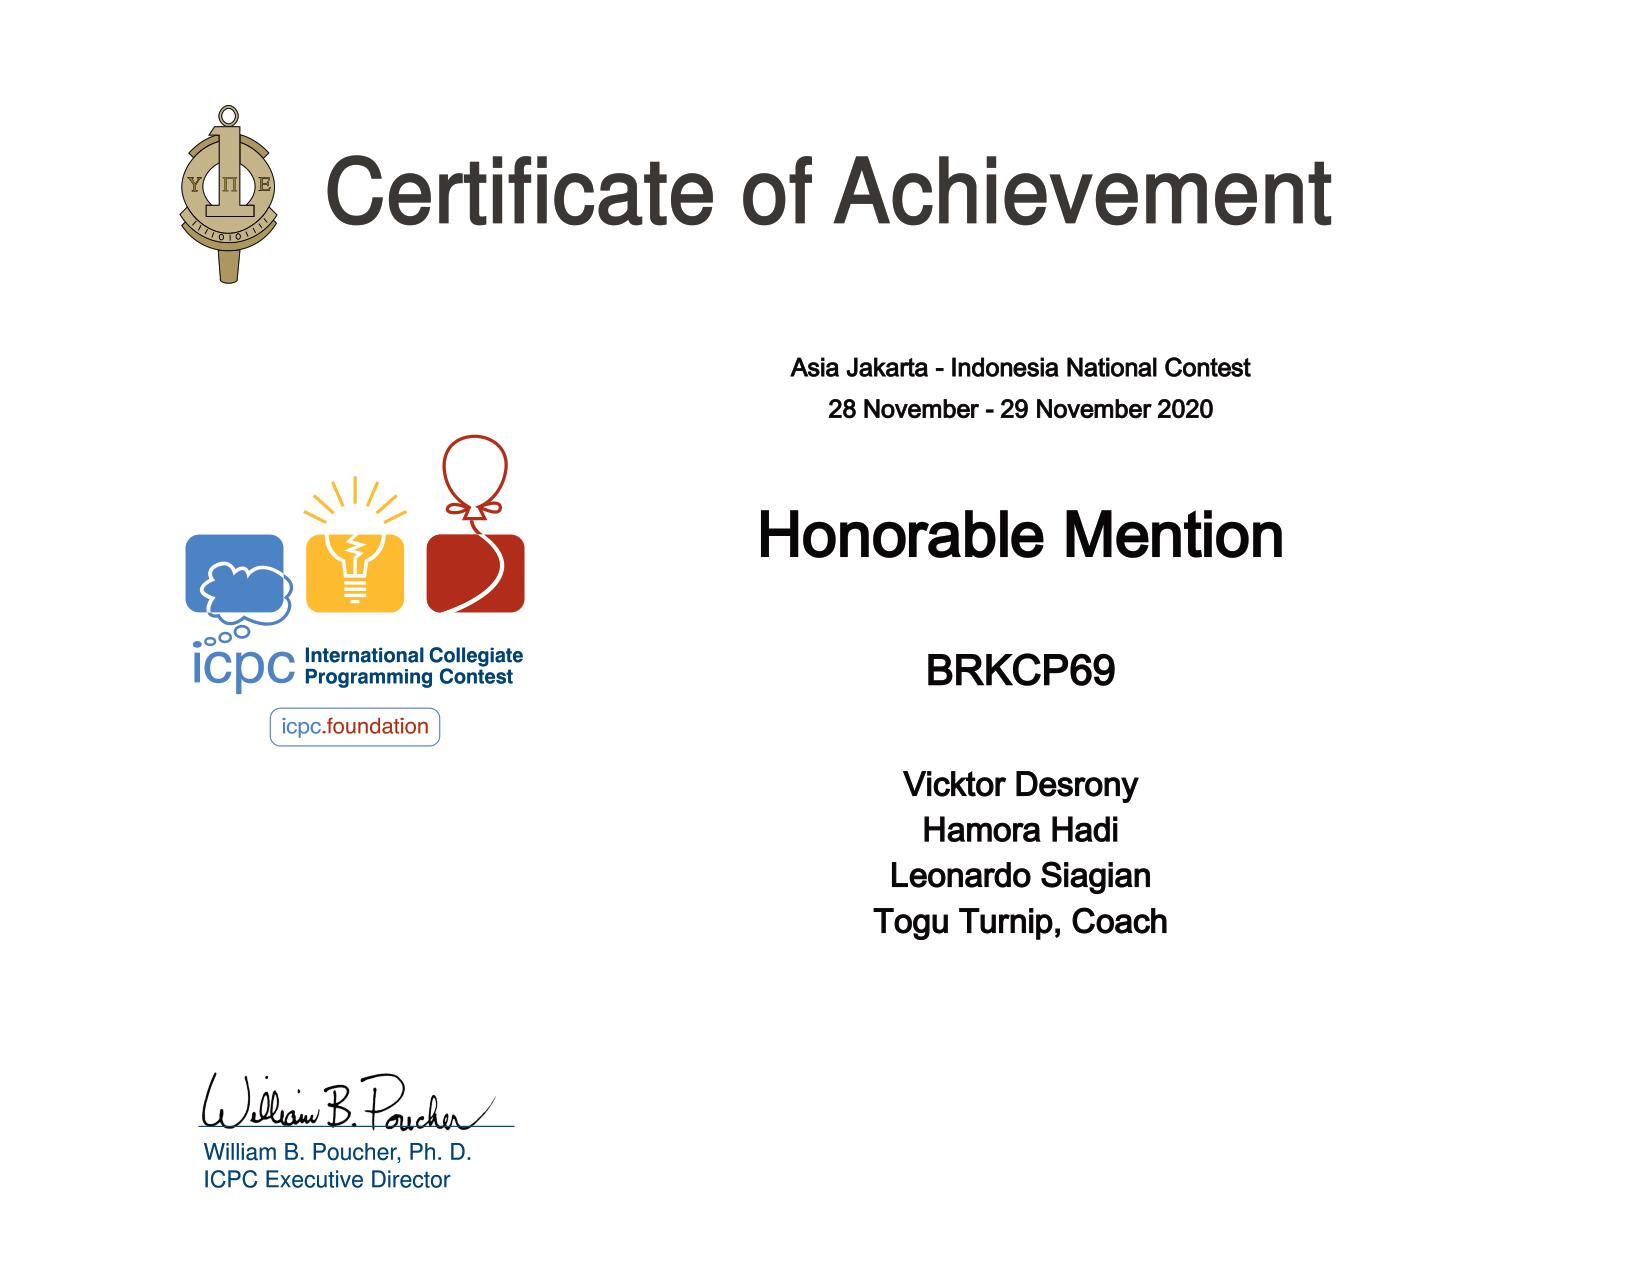 Υ Π Ε
Certificate of Achievement
Asia Jakarta - Indonesia National Contest
28 November - 29 November 2020
Honorable Mention
BRKCP69
Vicktor Desrony
Hamora Hadi
Leonardo Siagian
Togu Turnip, Coach
icpc International Collegiate
Programming Contest
icpc.foundation
William B. Poucher
William B. Poucher, Ph. D.
ICPC Executive Director